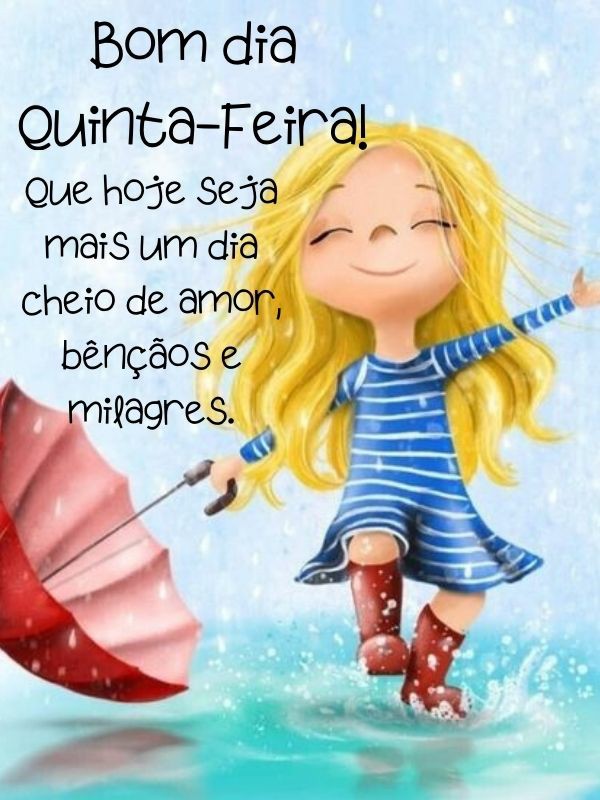 Bom dia
Quinta-Feira!
Que hoje seja
mais um dia
cheio de amor,
bênçãos e
milagres.